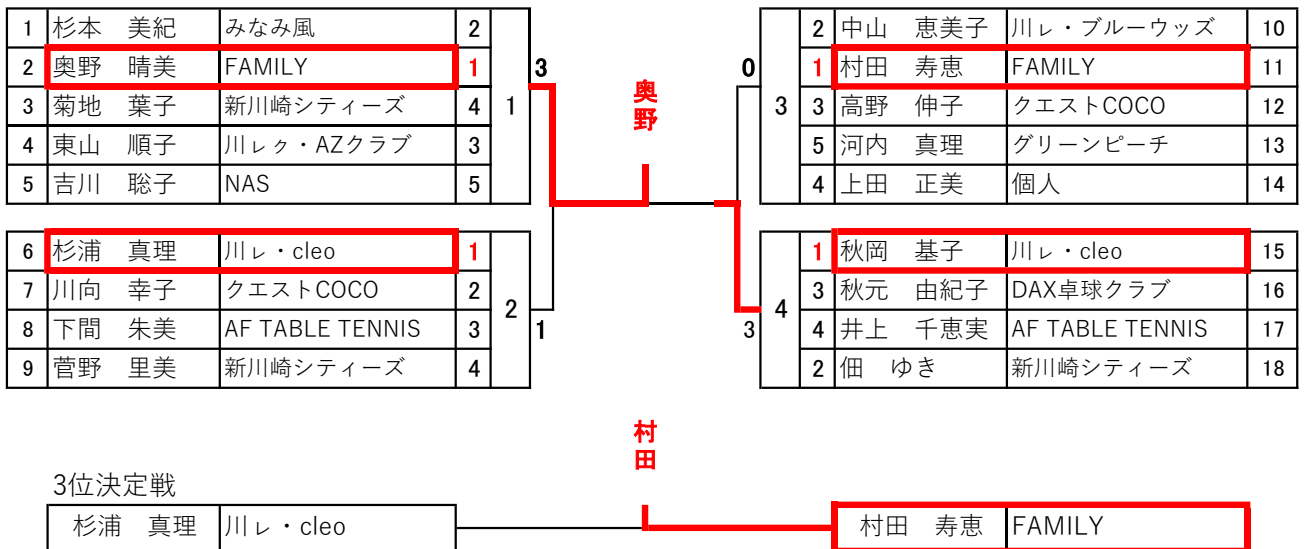 1 杉本　美紀 みなみ風 2
2 奥野　晴美 FAMILY 1
3 菊地　葉子 新川崎シティーズ 4
4 東山　順子 川レク・AZクラブ 3
5 吉川　聡子 NAS 5
1
3
6 杉浦　真理 川レ・cleo 1
7 川向　幸子 クエストCOCO 2
8 下間　朱美 AF TABLE TENNIS 3
9 菅野　里美 新川崎シティーズ 4
2
1
奥野
0
3
2 中山　恵美子 川レ・ブルーウッズ 10
1 村田　寿恵 FAMILY 11
3 高野　伸子 クエストCOCO 12
5 河内　真理 グリーンピーチ 13
4 上田　正美 個人 14
3
4
1 秋岡　基子 川レ・cleo 15
3 秋元　由紀子 DAX卓球クラブ 16
4 井上　千恵実 AF TABLE TENNIS 17
2 佃　ゆき 新川崎シティーズ 18
村田
3位決定戦
杉浦　真理 川レ・cleo
村田　寿恵 FAMILY